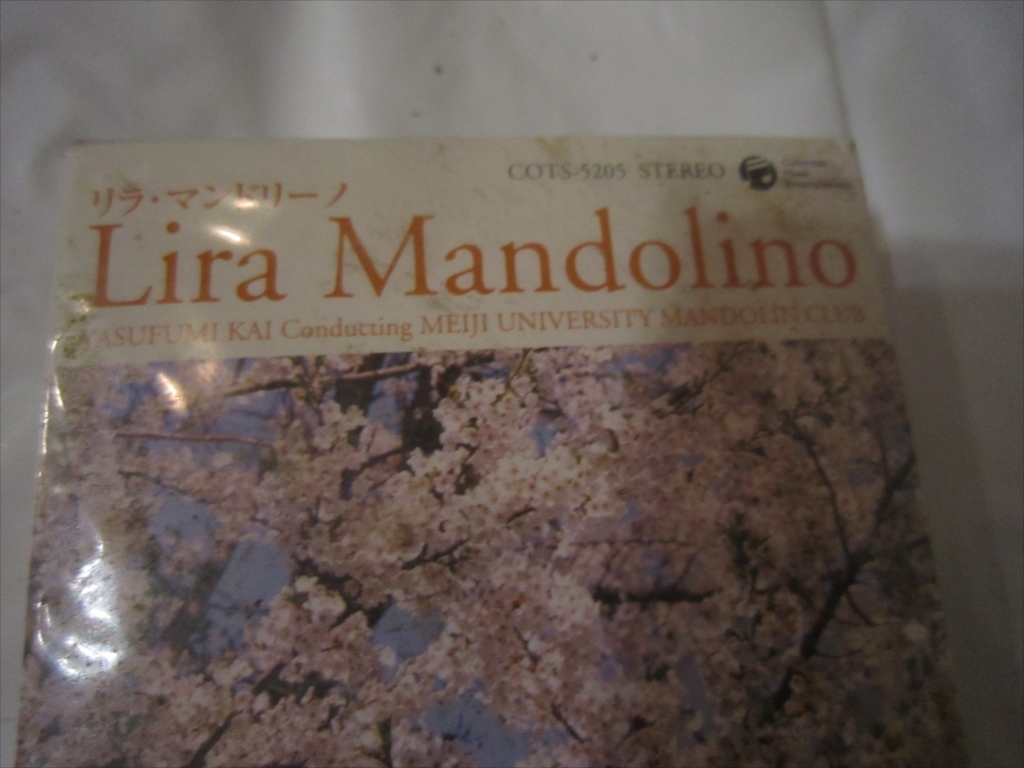 COTS-5205 STEREO
リラ・マンドリーノ
Lira Mandolino
YASUFUMI KAI Conducting MEIJI UNIVERSITY MANDOLIN CLUB